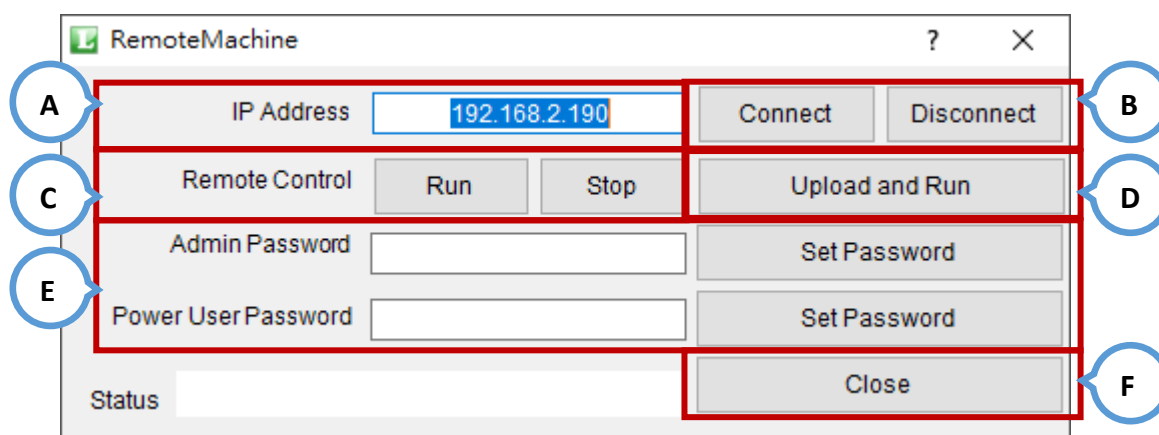 RemoteMachine ? X
A IP Address 192.168.2.190 Connect Disconnect B
C Remote Control Run Stop Upload and Run D
Admin Password Set Password
E
Power User Password Set Password
Close F
Status